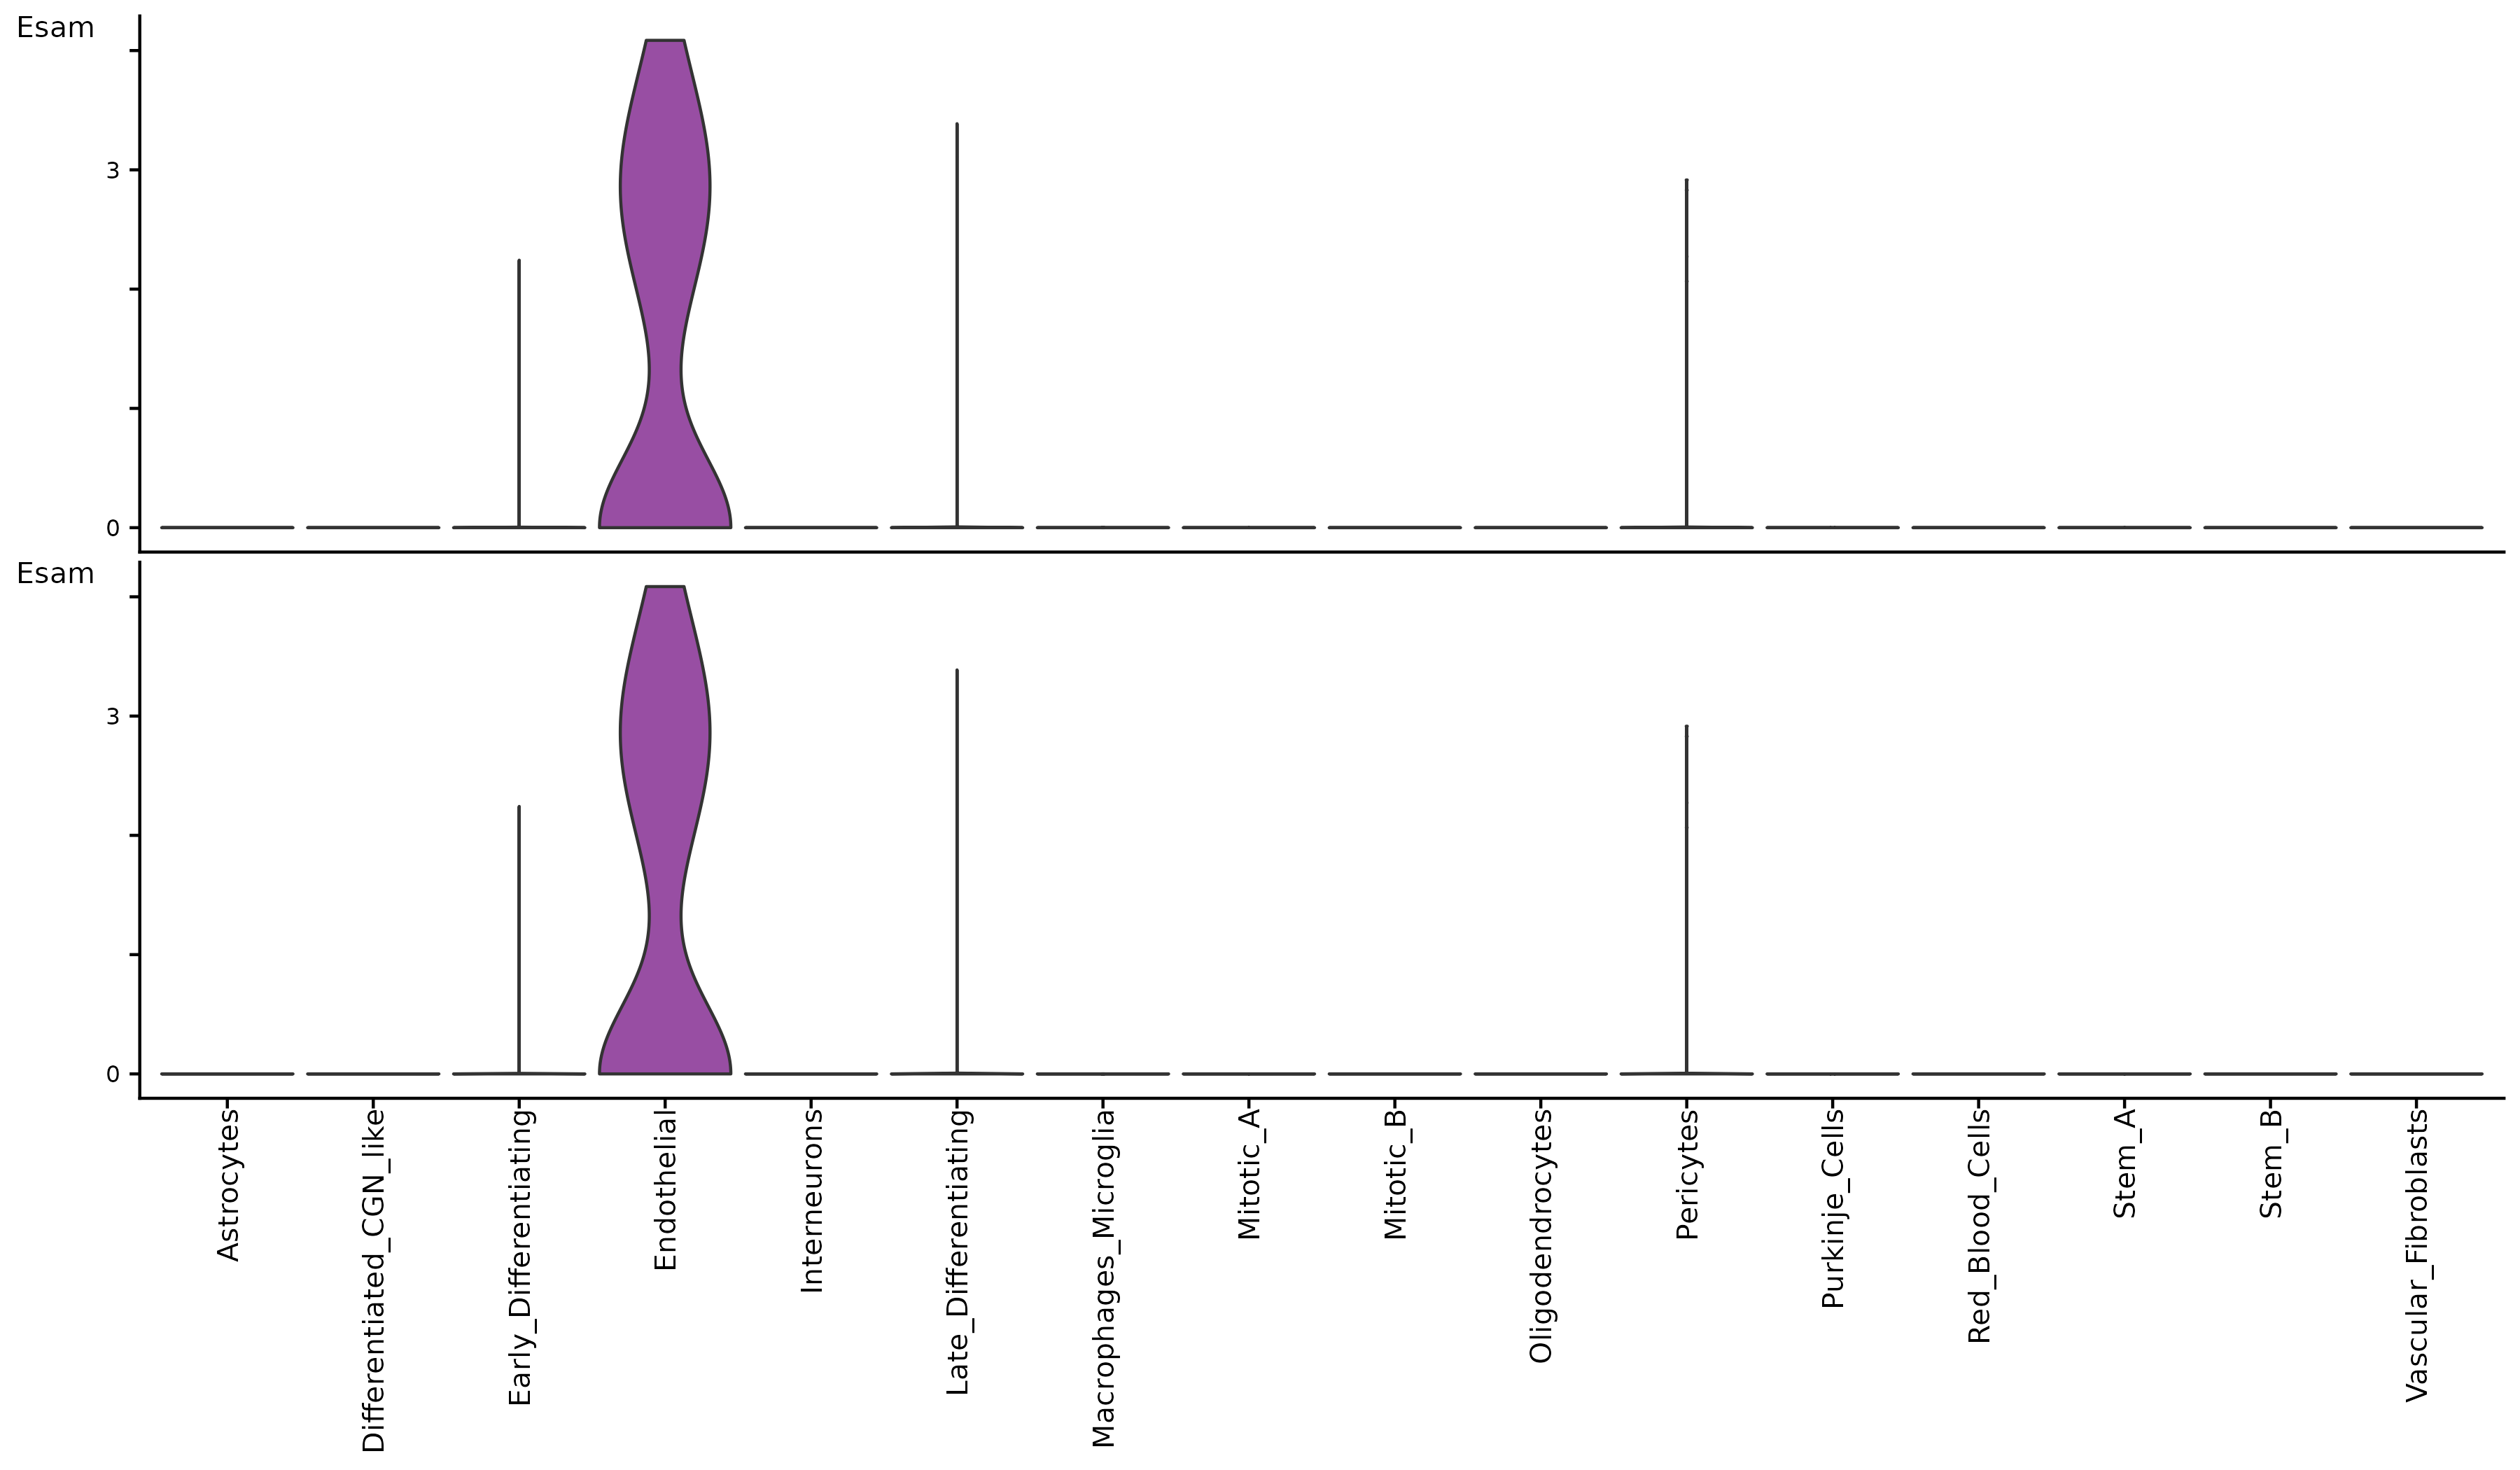 Esam
3
0
Esam
3
0
Astrocytes
Differentiated_CGN_like
Early_Differentiating
Endothelial
Interneurons
Late_Differentiating
Macrophages_Microglia
Mitotic_A
Mitotic_B
Oligodendrocytes
Pericytes
Purkinje_Cells
Red_Blood_Cells
Stem_A
Stem_B
Vascular_Fibroblasts